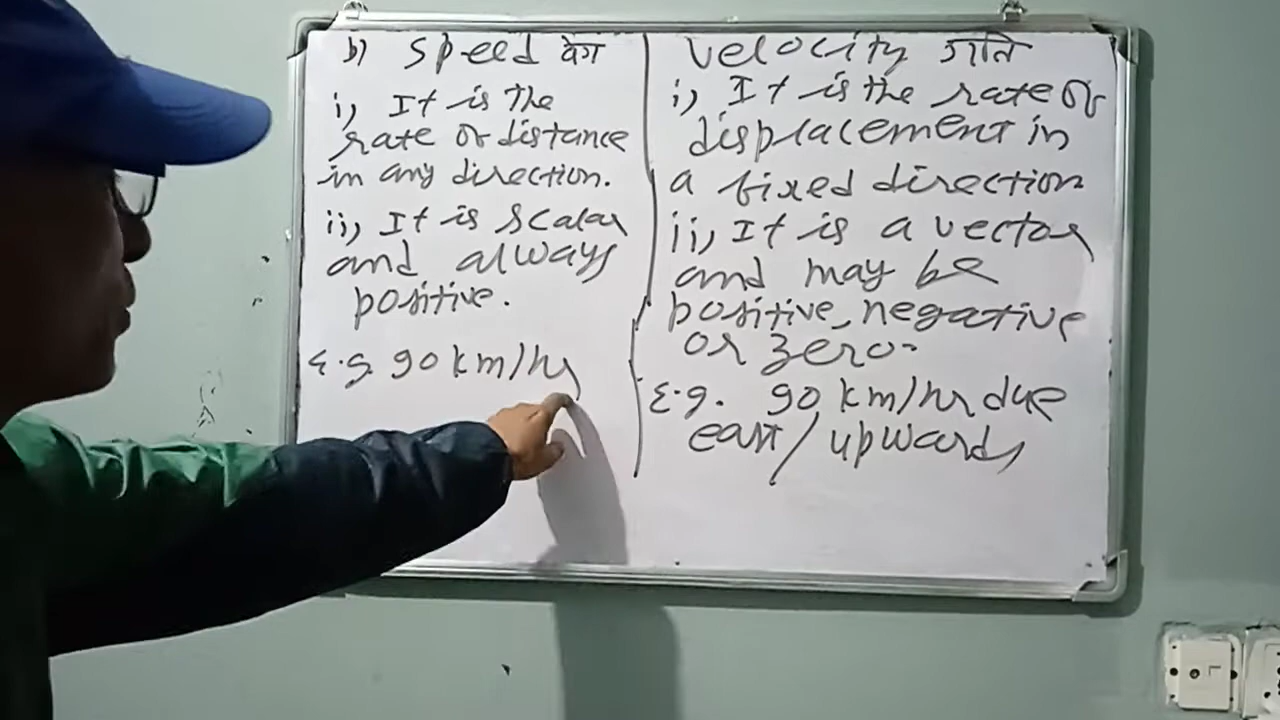 b) speed वेग
i) It is the
rate of distance
in any direction.
ii) It is scalar
and always
positive.
E.g. 90 km/hr
velocity गति
i) It is the rate of
displacement in
a fixed direction
ii) It is a vector
and may be
positive, negative
or zero.
E.g. 90 km/hr due
east/upwards